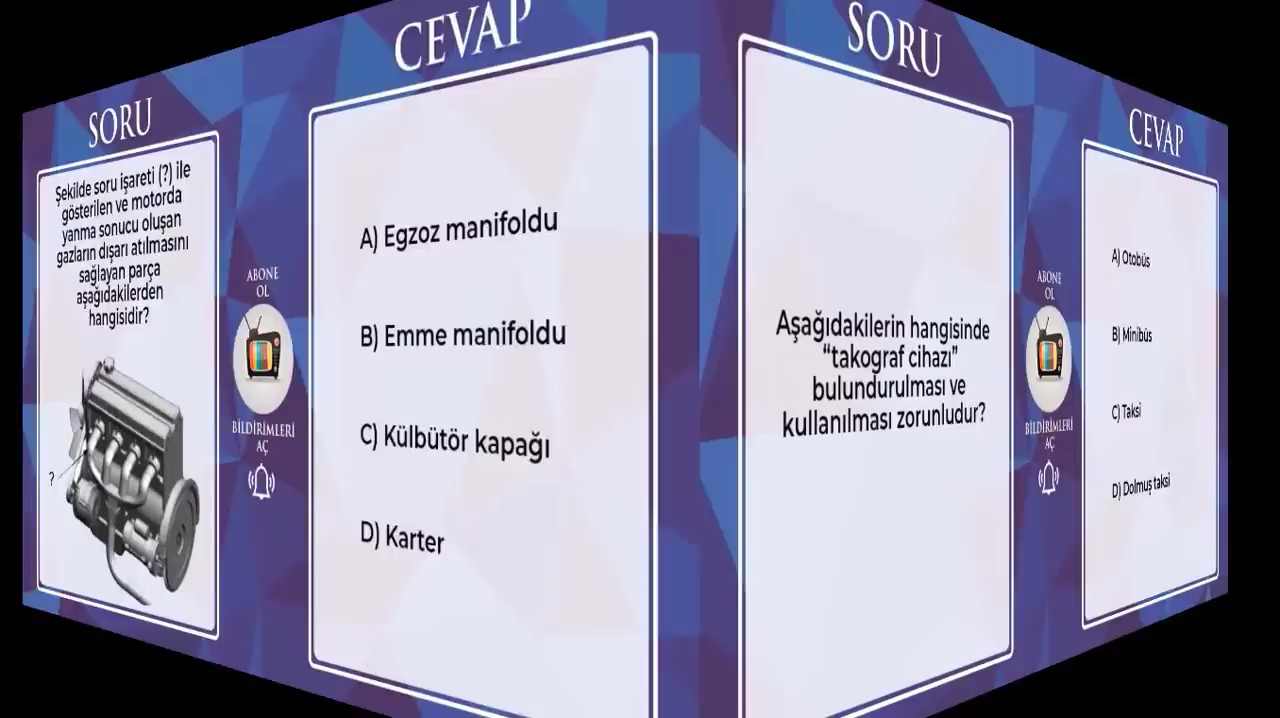 SORU
Şekilde soru işareti (?) ile
gösterilen ve motorda
yanma sonucu oluşan
gazların dışarı atılmasını
sağlayan parça
aşağıdakilerden
hangisidir?
?
ABONE
OL
BİLDİRİMLERİ
AÇ
CEVAP
A) Egzoz manifoldu
B) Emme manifoldu
C) Külbütör kapağı
D) Karter
SORU
Aşağıdakilerin hangisinde
“takograf cihazı”
bulundurulması ve
kullanılması zorunludur?
ABONE
OL
BİLDİRİMLERİ
AÇ
CEVAP
A) Otobüs
B) Minibüs
C) Taksi
D) Dolmuş taksi